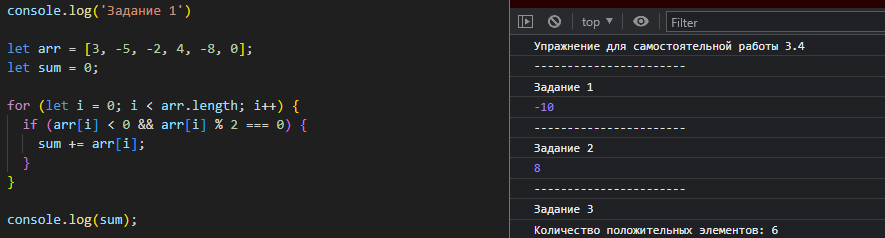 console.log('Задание 1')
let arr = [3, -5, -2, 4, -8, 0];
let sum = 0;
for (let i = 0; i < arr.length; i++) {
if (arr[i] < 0 && arr[i] % 2 === 0) {
sum += arr[i];
}
}
console.log(sum);
top
Filter
Упражнение для самостоятельной работы 3.4
-----------------------
Задание 1
-10
-----------------------
Задание 2
8
-----------------------
Задание 3
Количество положительных элементов: 6